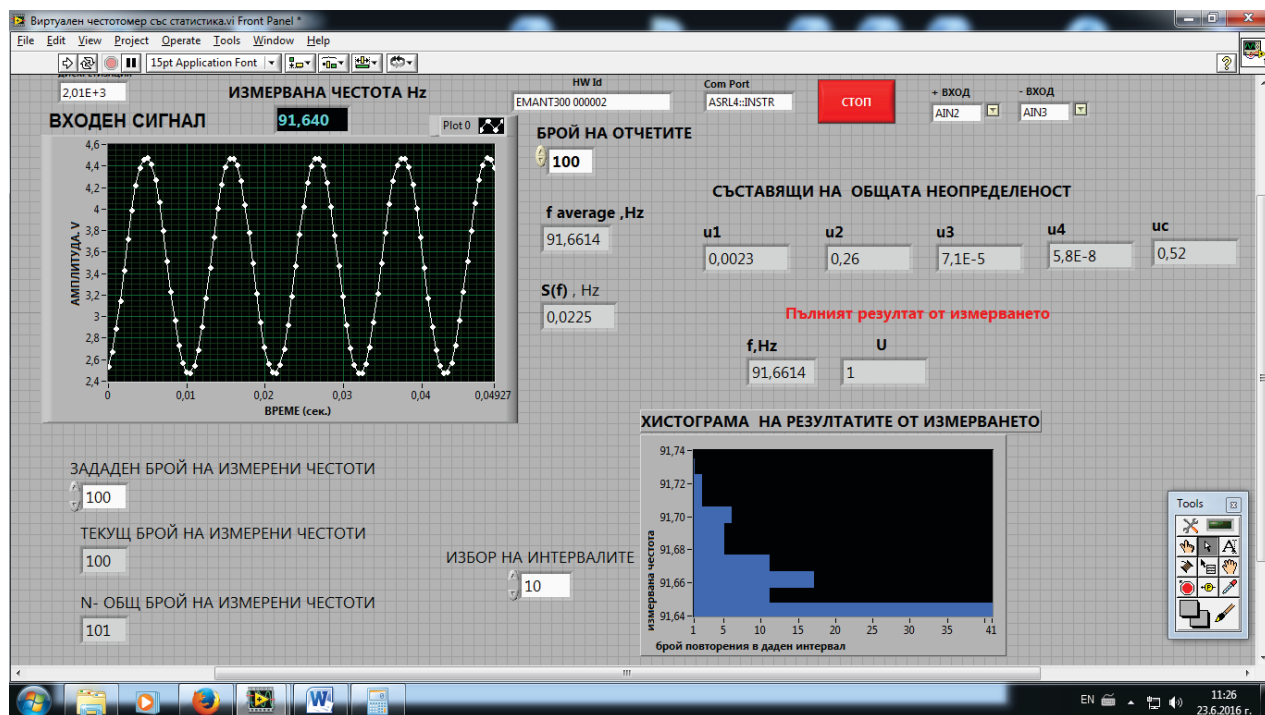 Виртуален честотомер със статистика.vi Front Panel *
File Edit View Project Operate Tools Window Help
15pt Application Font
2,01E+3
ИЗМЕРВАНА ЧЕСТОТА Hz
91,640
HW Id
EMANT300 000002
Com Port
ASRL4::INSTR
СТОП
+ ВХОД
AIN2
- ВХОД
AIN3
ВХОДЕН СИГНАЛ
Plot 0
БРОЙ НА ОТЧЕТИТЕ
100
АМПЛИТУДА. V
4,6
4,4
4,2
4
3,8
3,6
3,4
3,2
3
2,8
2,6
2,4
0 0,01 0,02 0,03 0,04 0,04927
ВРЕМЕ (сек.)
СЪСТАВЯЩИ НА ОБЩАТА НЕОПРЕДЕЛЕНОСТ
f average ,Hz
91,6614
u1 u2 u3 u4 uc
0,0023 0,26 7,1E-5 5,8E-8 0,52
S(f) , Hz
0,0225
Пълният резултат от измерването
f,Hz U
91,6614 1
ХИСТОГРАМА НА РЕЗУЛТАТИТЕ ОТ ИЗМЕРВАНЕТО
измервана честота
91,74
91,72
91,70
91,68
91,66
91,64
1 5 10 15 20 25 30 35 41
брой повторения в даден интервал
ЗАДАДЕН БРОЙ НА ИЗМЕРЕНИ ЧЕСТОТИ
100
ТЕКУЩ БРОЙ НА ИЗМЕРЕНИ ЧЕСТОТИ
100
ИЗБОР НА ИНТЕРВАЛИТЕ
10
N- ОБЩ БРОЙ НА ИЗМЕРЕНИ ЧЕСТОТИ
101
Tools
EN
11:26
23.6.2016 г.